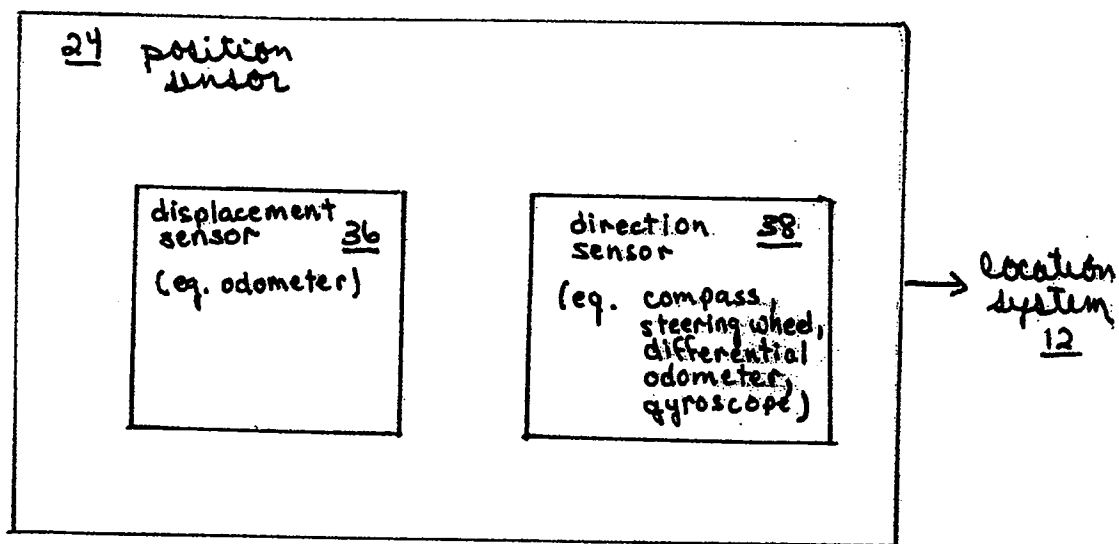 24 position
sensor
displacement
sensor 36
(eq. odometer)
direction 38
sensor
(eq. compass,
steering wheel,
differential
odometer,
gyroscope)
location
system
12